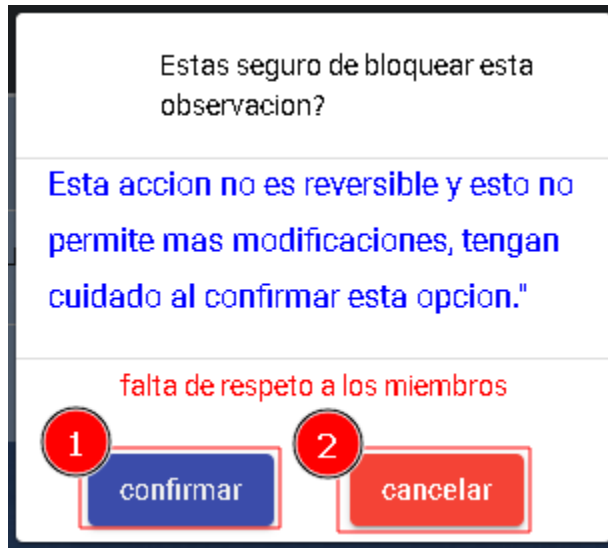 Estas seguro de bloquear esta
observacion?
Esta accion no es reversible y esto no
permite mas modificaciones, tengan
cuidado al confirmar esta opcion."
falta de respeto a los miembros
1
2
confirmar
cancelar